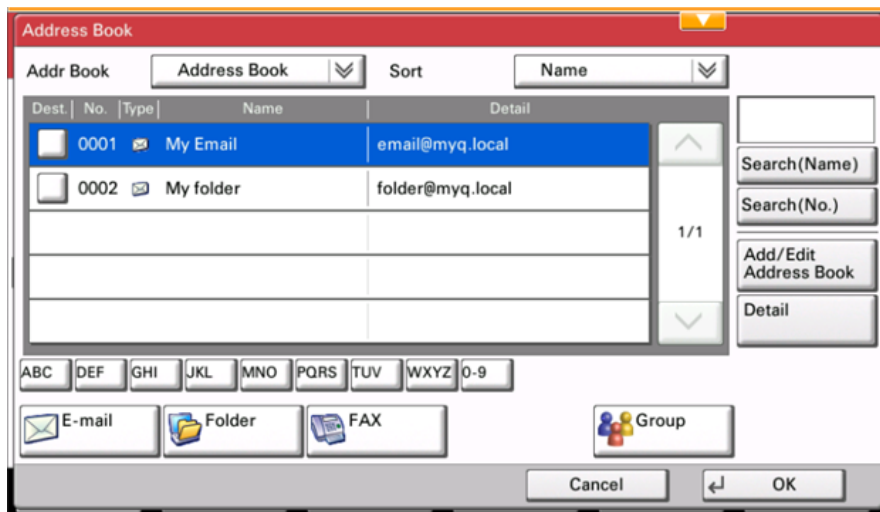 Address Book
Addr Book Address Book Sort Name
Dest. No. Type Name Detail
0001 My Email email@myq.local
0002 My folder folder@myq.local
1/1
Search(Name)
Search(No.)
Add/Edit
Address Book
Detail
ABC DEF GHI JKL MNO PQRS TUV WXYZ 0-9
E-mail Folder FAX Group
Cancel OK